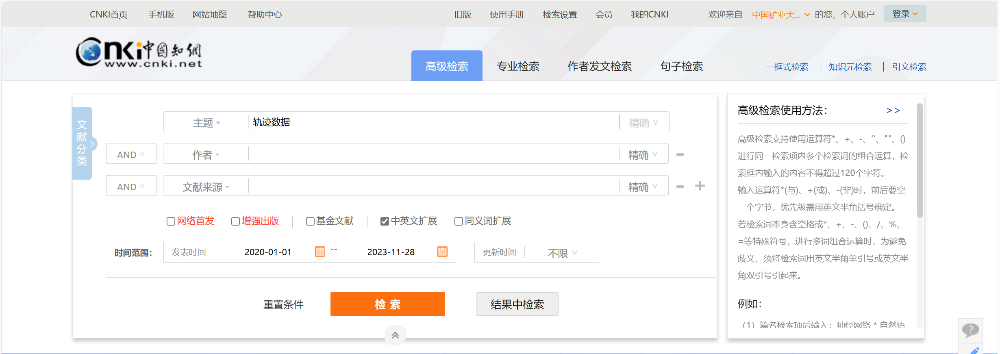 CNKI首页 手机版 网站地图 帮助中心 旧版 使用手册 检索设置 会员 我的CNKI 欢迎来自 中国矿业大... 的您，个人账户 登录
Cnki中国知網
www.cnki.net
高级检索 专业检索 作者发文检索 句子检索 一框式检索 知识元检索 引文检索
文献分类
主题 轨迹数据 精确
AND 作者 精确
AND 文献来源 精确
网络首发 增强出版 基金文献 中英文扩展 同义词扩展
时间范围： 发表时间 2020-01-01 -- 2023-11-28 更新时间 不限
重置条件 检索 结果中检索
高级检索使用方法： >>
高级检索支持使用运算符*、+、-、''、""、()
进行同一检索项内多个检索词的组合运算，检
索框内输入的内容不得超过120个字符。
输入运算符*(与)、+(或)、-(非)时，前后要空
一个字节，优先级需用英文半角括号确定。
若检索词本身含空格或*、+、-、()、/、%、
=等特殊符号，进行多词组合运算时，为避免
歧义，须将检索词用英文半角单引号或英文半
角双引号引起来。
例如：
（1）篇名检索项后输入：神经网络 * 自然语